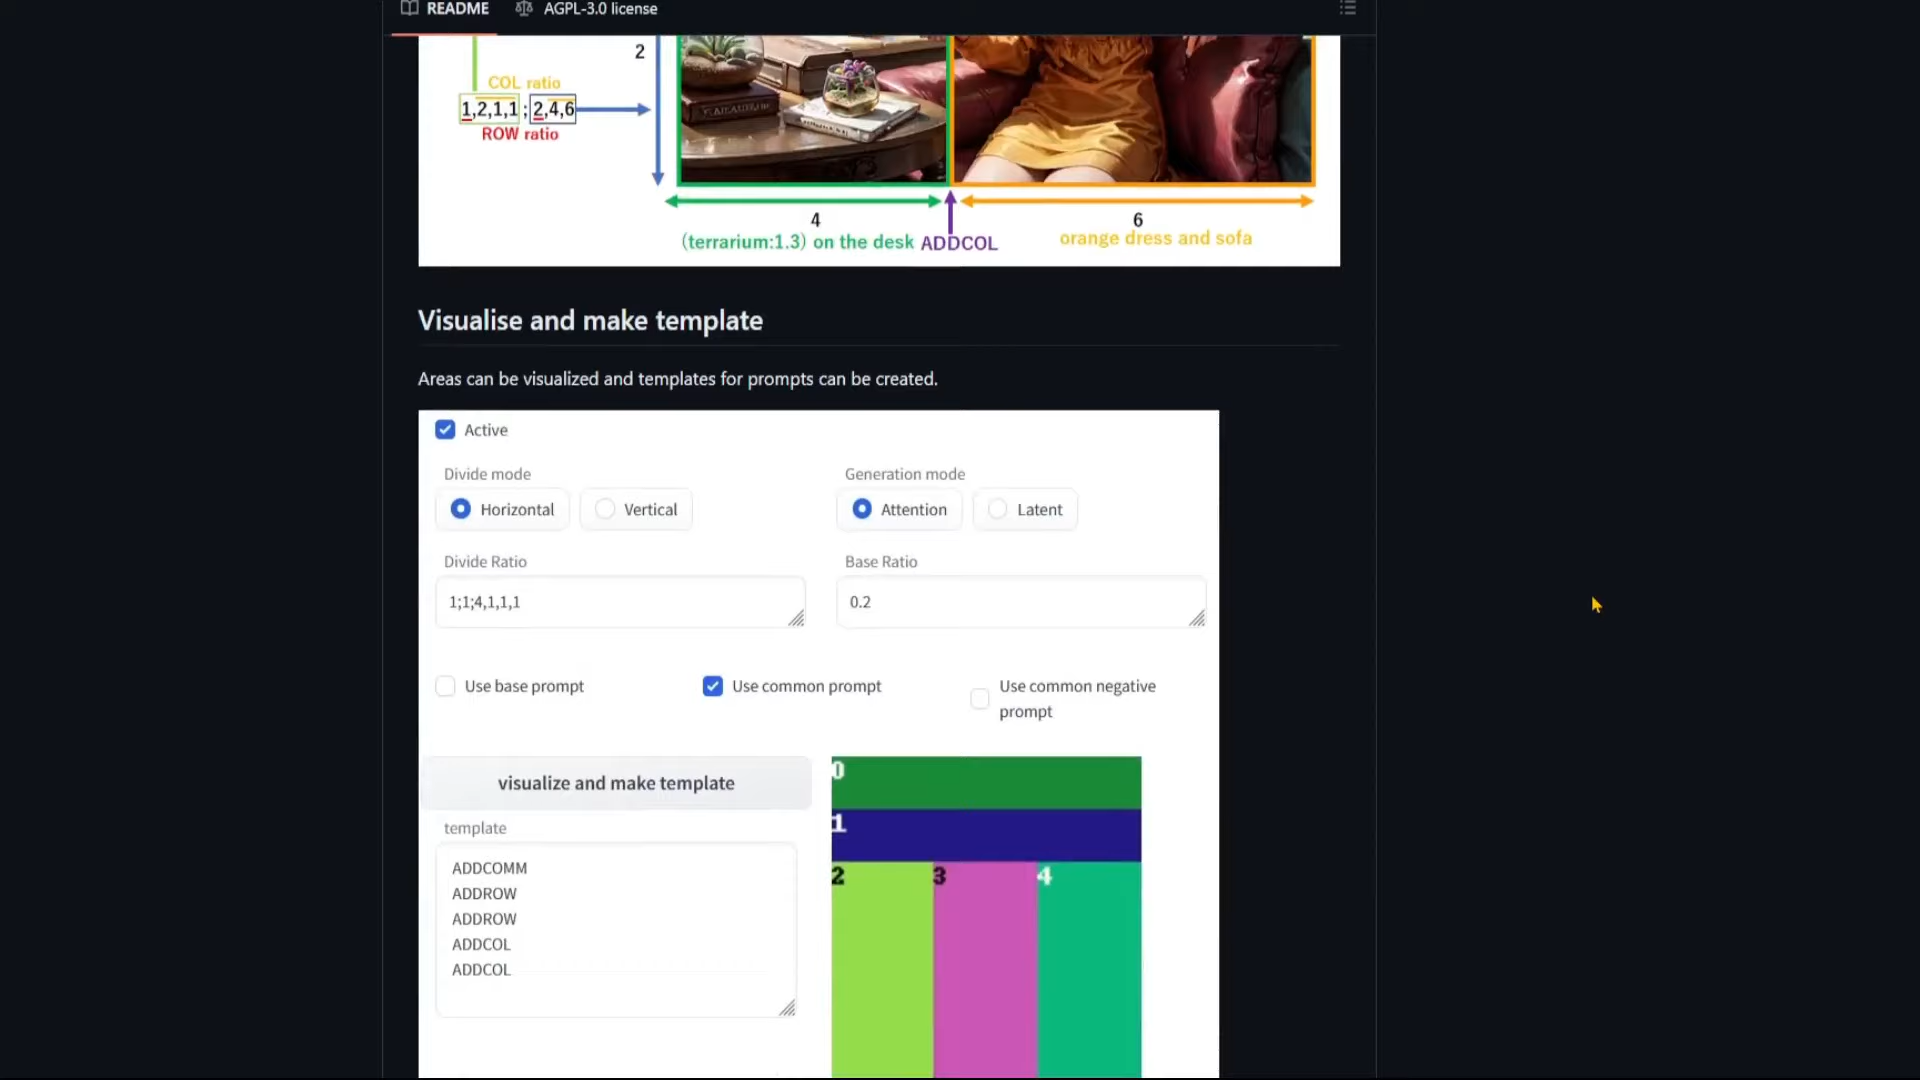 README AGPL-3.0 license
2
COL ratio
1,2,1,1 ; 2,4,6
ROW ratio
4
6
(terrarium:1.3) on the desk ADDCOL
orange dress and sofa
Visualise and make template
Areas can be visualized and templates for prompts can be created.
Active
Divide mode
Generation mode
Horizontal
Vertical
Attention
Latent
Divide Ratio
Base Ratio
1;1;4,1,1,1
0.2
Use base prompt
Use common prompt
Use common negative
prompt
visualize and make template
0
template
1
ADDCOMM
2 3 4
ADDROW
ADDROW
ADDCOL
ADDCOL